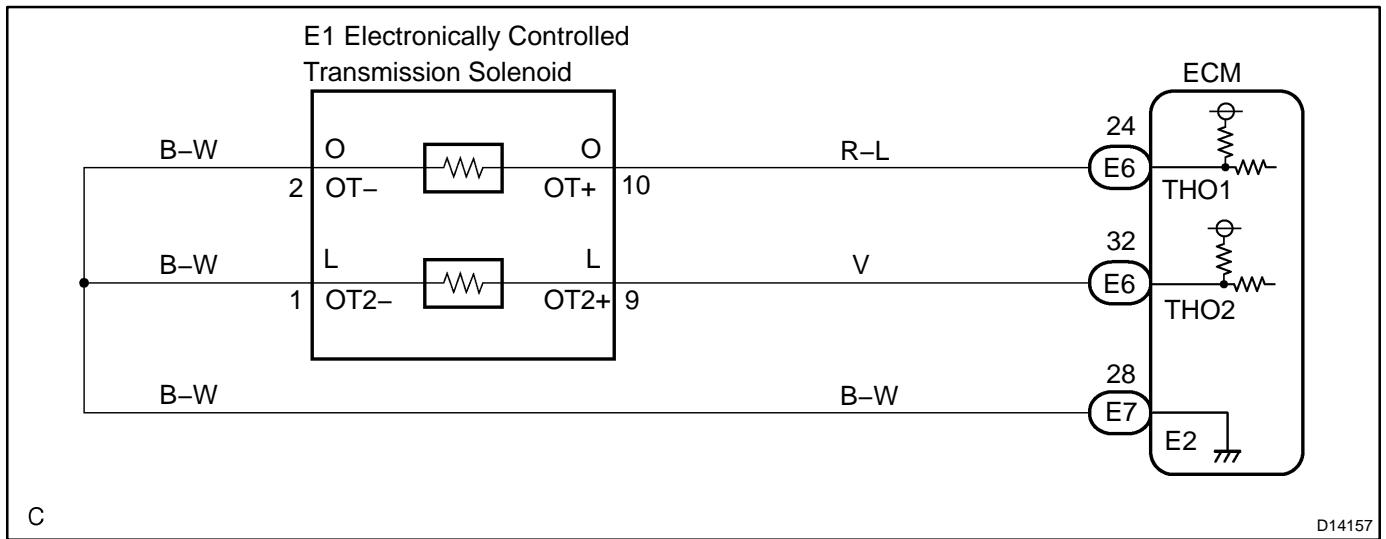 E1 Electronically Controlled
Transmission Solenoid
ECM
B–W
O
O
R–L
24
E6
2
OT–
OT+
10
THO1
B–W
L
L
V
32
E6
1
OT2–
OT2+
9
THO2
B–W
B–W
28
E7
E2
C
D14157